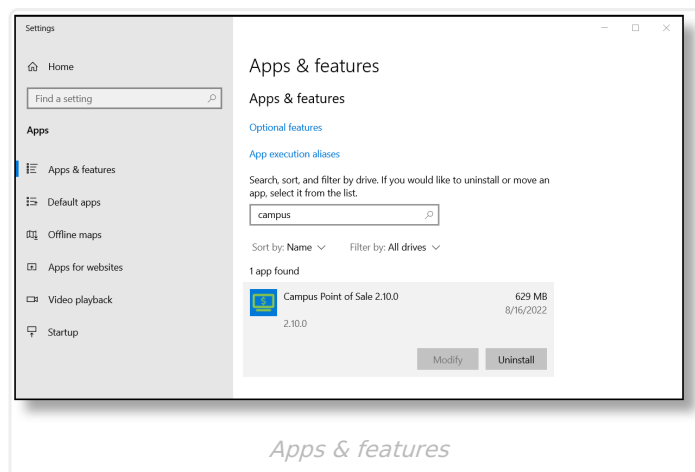 Settings
Home
Find a setting
Apps
Apps & features
Default apps
Offline maps
Apps for websites
Video playback
Startup
Apps & features
Apps & features
Optional features
App execution aliases
Search, sort, and filter by drive. If you would like to uninstall or move an
app, select it from the list.
campus
Sort by: Name Filter by: All drives
1 app found
Campus Point of Sale 2.10.0 629 MB
8/16/2022
2.10.0
Modify Uninstall
Apps & features